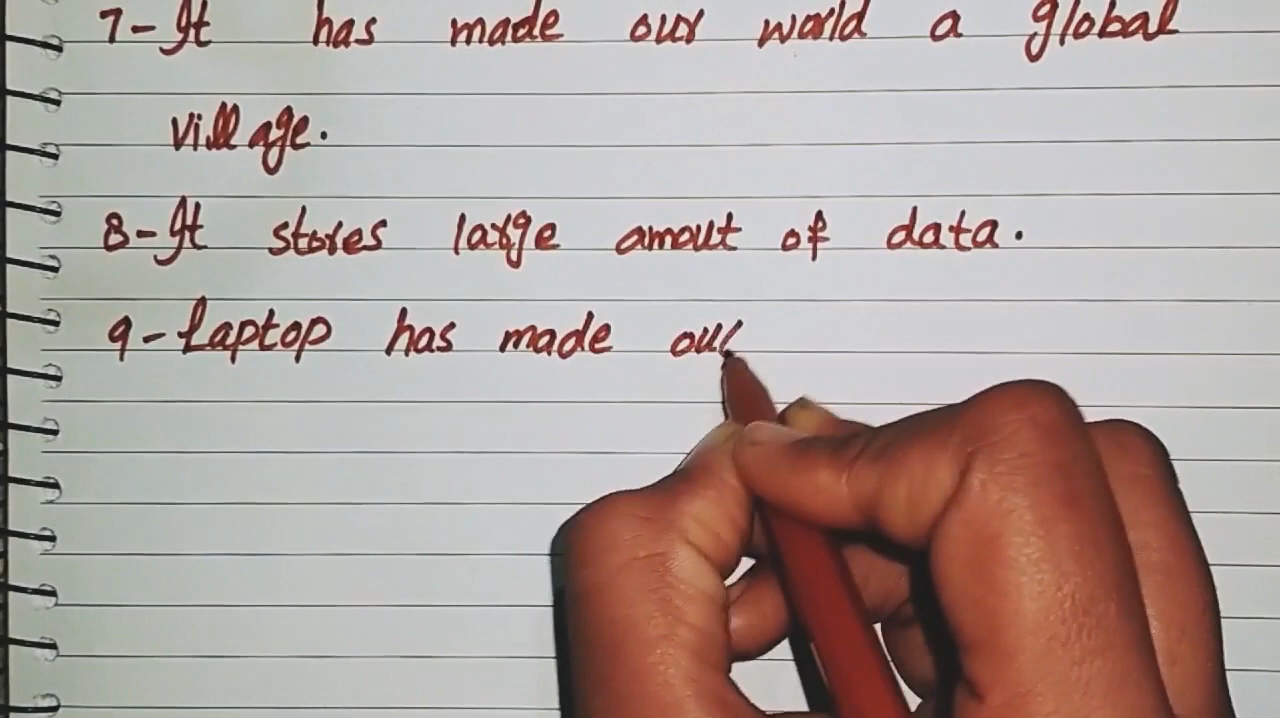 7- It has made our world a global
village.
8- It stores large amout of data.
9- Laptop has made our